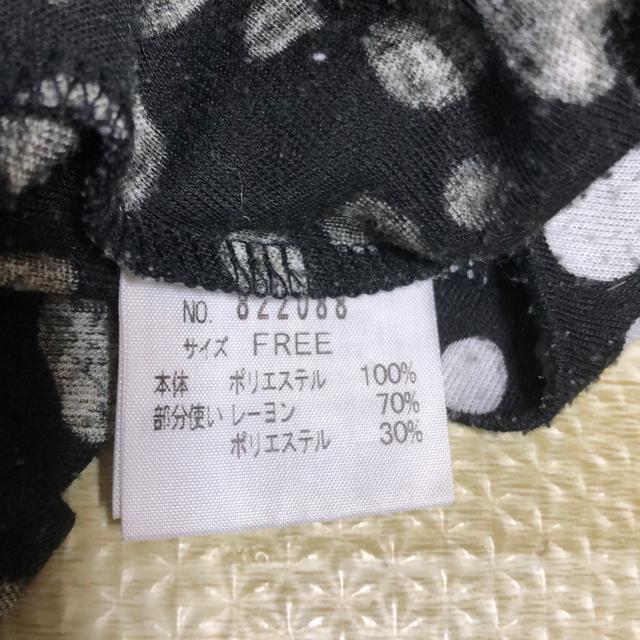 NO. 822088
サイズ FREE
本体 ポリエステル 100%
部分使い レーヨン 70%
ポリエステル 30%